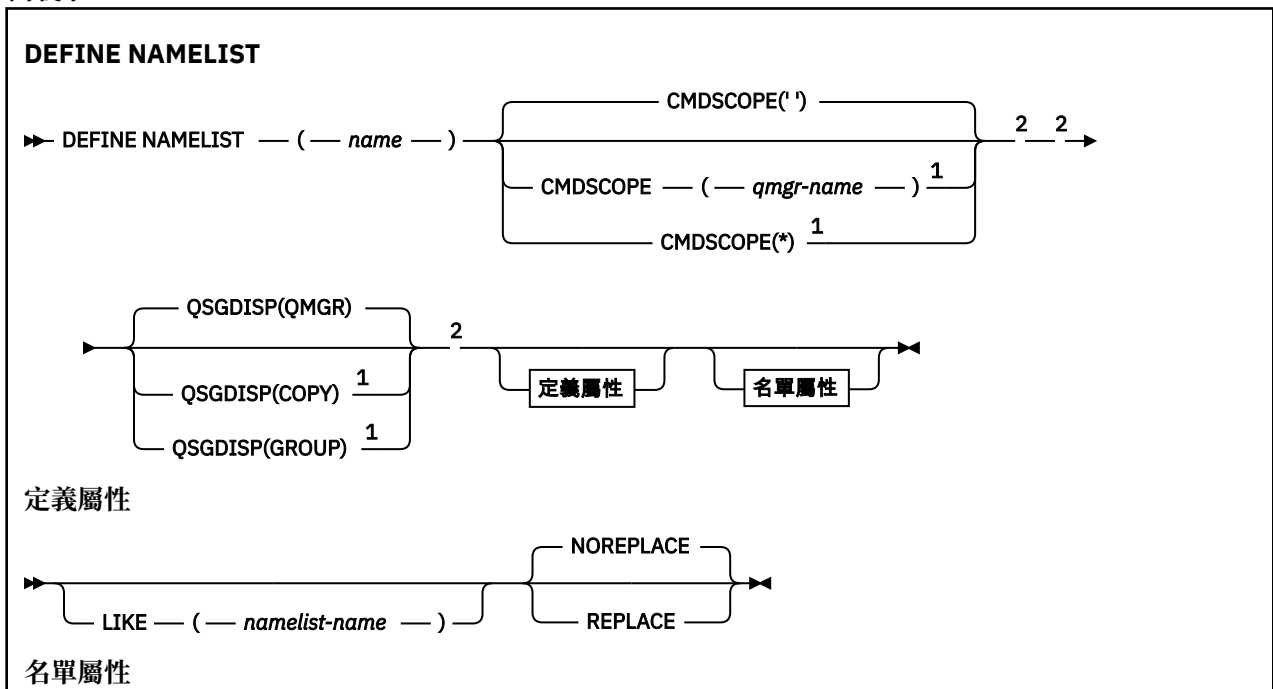 DEFINE NAMELIST
CMDSCOPE(' ')
DEFINE NAMELIST ( name ) 2 2
CMDSCOPE ( qmgr-name ) 1
CMDSCOPE(*) 1
QSGDISP(QMGR)
2
QSGDISP(COPY) 1
QSGDISP(GROUP) 1
定義屬性 名單屬性
定義屬性
NOREPLACE
LIKE ( namelist-name ) REPLACE
名單屬性